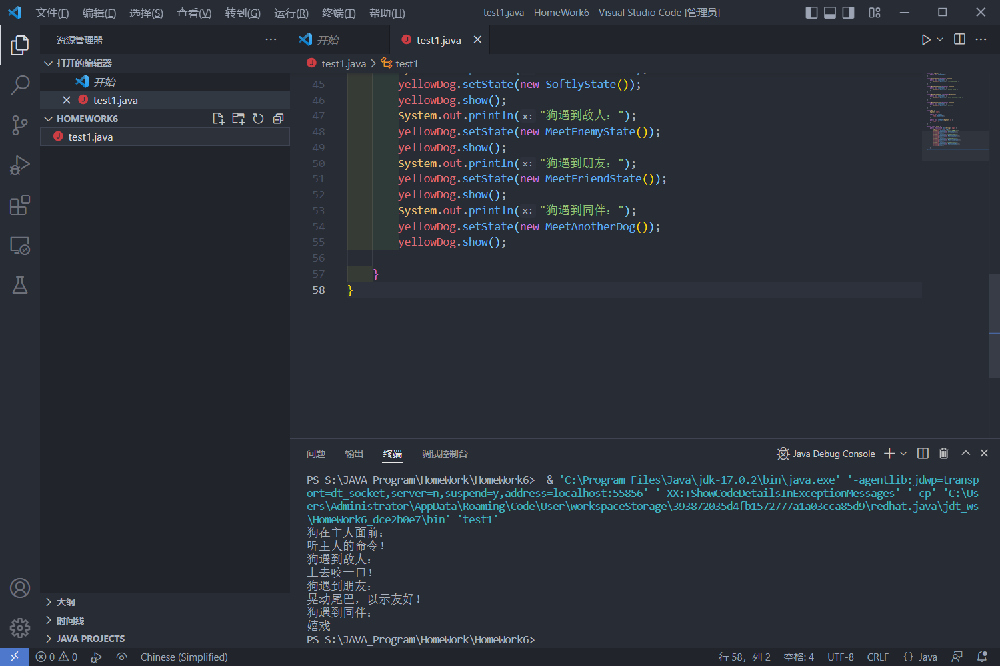 文件(F) 编辑(E) 选择(S) 查看(V) 转到(G) 运行(R) 终端(T) 帮助(H) test1.java - HomeWork6 - Visual Studio Code [管理员]
资源管理器
打开的编辑器
开始
test1.java
HOMEWORK6
test1.java
大纲
时间线
JAVA PROJECTS
开始 test1.java
test1.java > test1
45 yellowDog.setState(new SoftlyState());
46 yellowDog.show();
47 System.out.println(x: "狗遇到敌人：");
48 yellowDog.setState(new MeetEnemyState());
49 yellowDog.show();
50 System.out.println(x: "狗遇到朋友：");
51 yellowDog.setState(new MeetFriendState());
52 yellowDog.show();
53 System.out.println(x: "狗遇到同伴：");
54 yellowDog.setState(new MeetAnotherDog());
55 yellowDog.show();
56
57 }
58 }
问题 输出 终端 调试控制台 Java Debug Console
PS S:\JAVA_Program\HomeWork\HomeWork6> & 'C:\Program Files\Java\jdk-17.0.2\bin\java.exe' '-agentlib:jdwp=transp
ort=dt_socket,server=n,suspend=y,address=localhost:55856' '-XX:+ShowCodeDetailsInExceptionMessages' '-cp' 'C:\Us
ers\Administrator\AppData\Roaming\Code\User\workspaceStorage\393872035d4fb1572777a1a03cca85d9\redhat.java\jdt_ws
\HomeWork6_dce2b0e7\bin' 'test1'
狗在主人面前：
听主人的命令！
狗遇到敌人：
上去咬一口！
狗遇到朋友：
晃动尾巴，以示友好！
狗遇到同伴：
嬉戏
PS S:\JAVA_Program\HomeWork\HomeWork6>
0 0 Chinese (Simplified) 行 58，列 2 空格: 4 UTF-8 CRLF {} Java